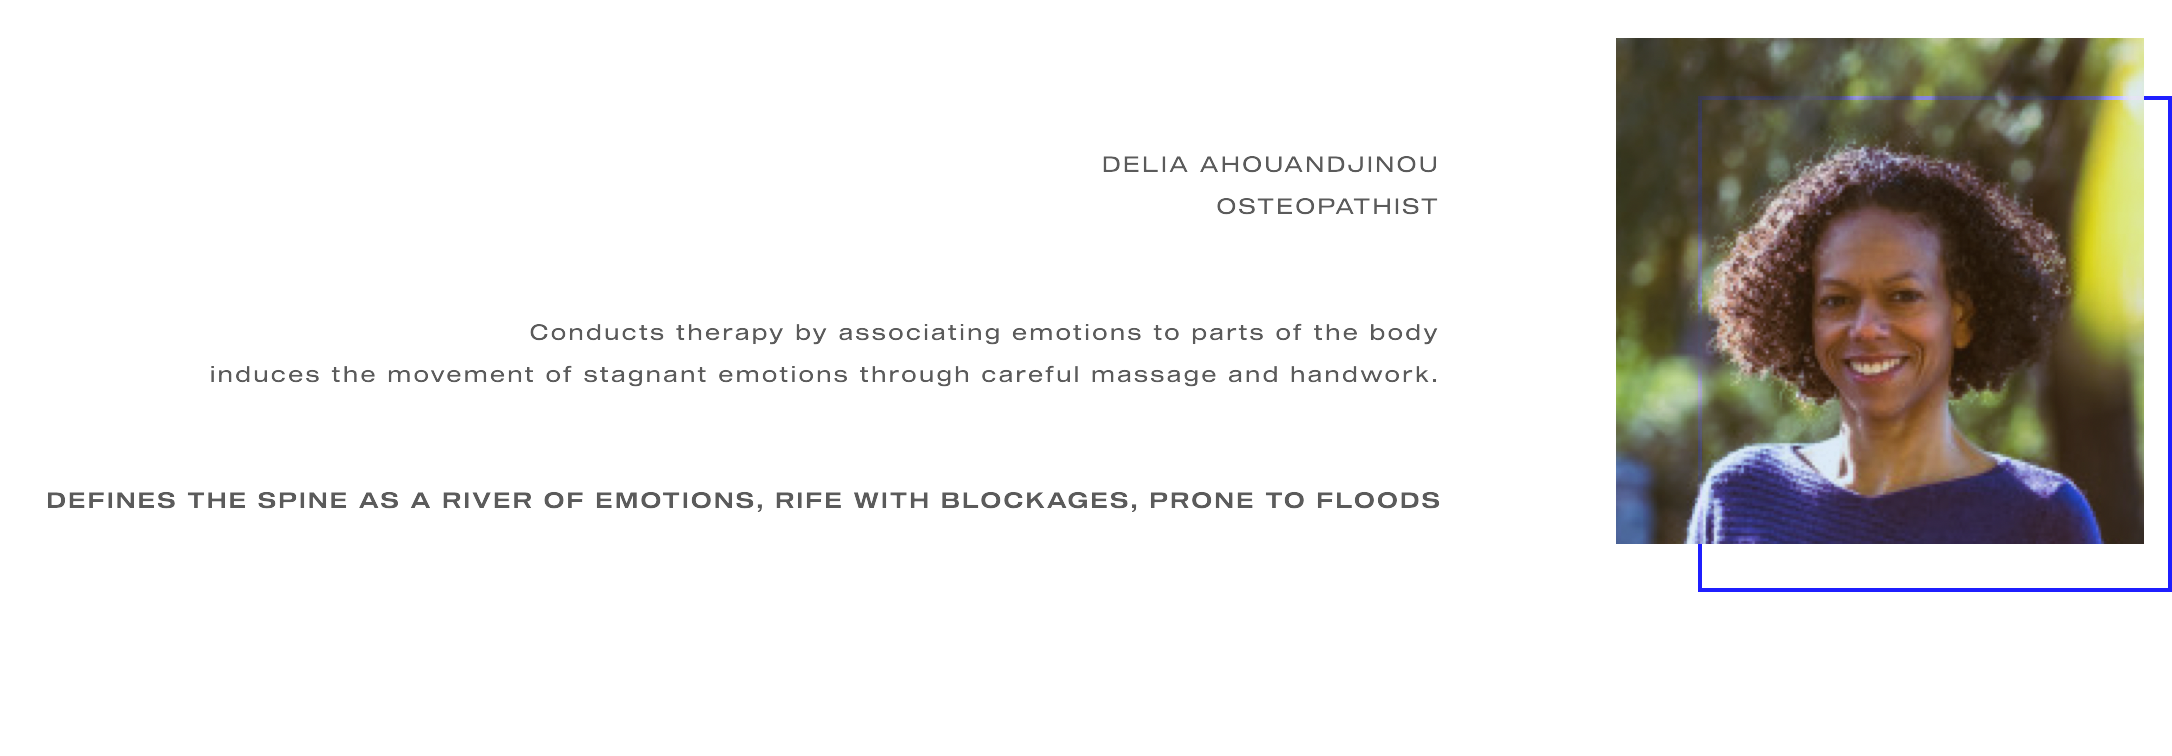 DELIA AHOUANDJINOU
OSTEOPATHIST
Conducts therapy by associating emotions to parts of the body
induces the movement of stagnant emotions through careful massage and handwork.
DEFINES THE SPINE AS A RIVER OF EMOTIONS, RIFE WITH BLOCKAGES, PRONE TO FLOODS